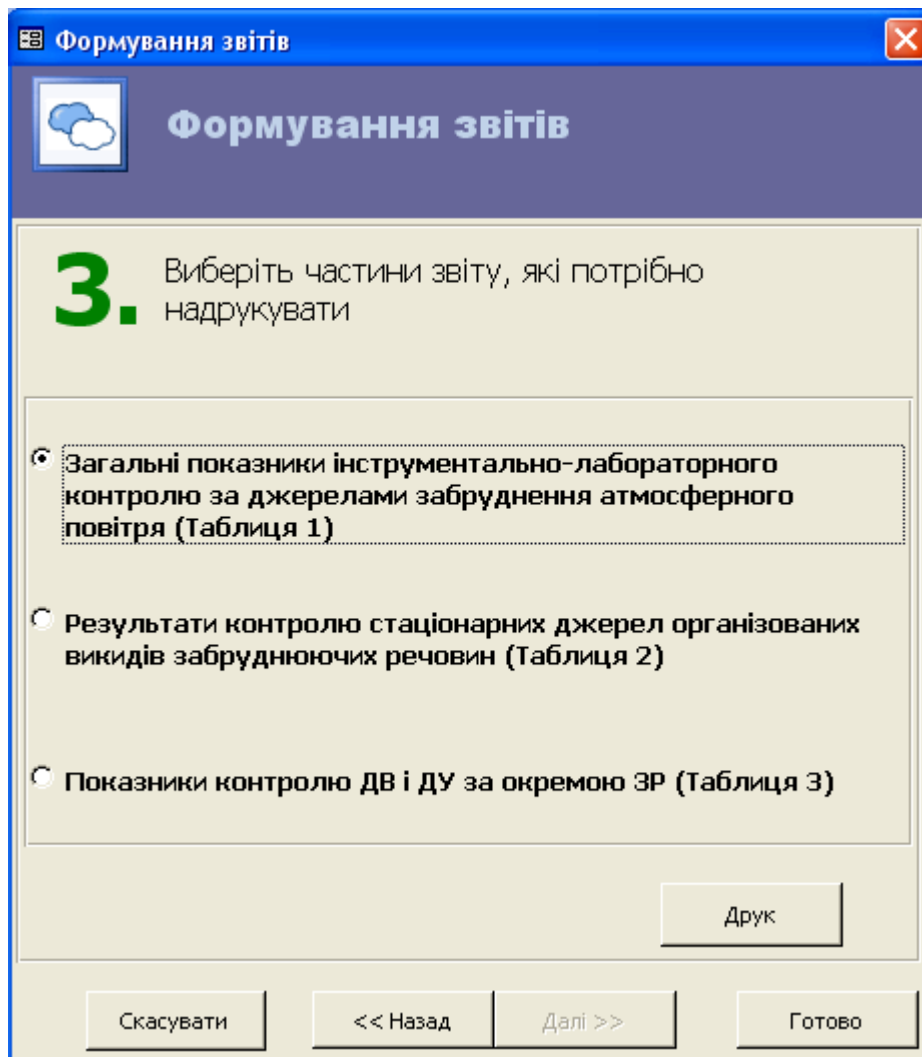 Формування звітів
Формування звітів
3. Виберіть частини звіту, які потрібно
надрукувати
Загальні показники інструментально-лабораторного
контролю за джерелами забруднення атмосферного
повітря (Таблиця 1)
Результати контролю стаціонарних джерел організованих
викидів забруднюючих речовин (Таблиця 2)
Показники контролю ДВ і ДУ за окремою ЗР (Таблиця 3)
Друк
Скасувати
<< Назад
Далі >>
Готово